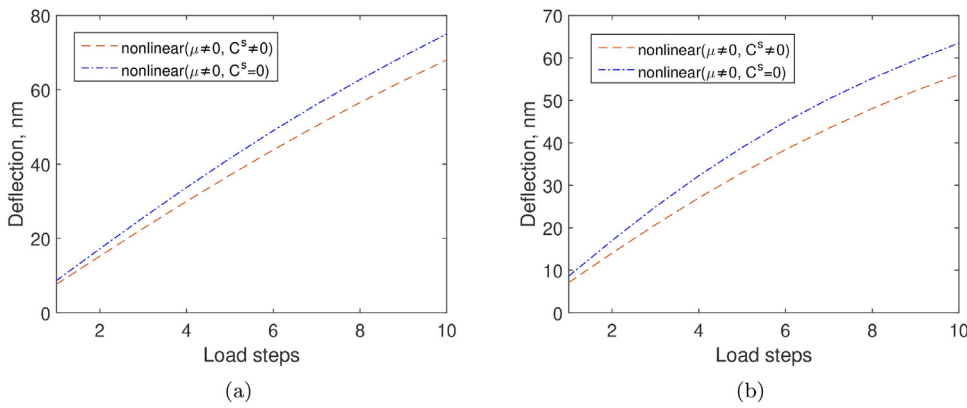 80
60
40
20
0
Deflection, nm
nonlinear(μ≠0, C^s≠0)
nonlinear(μ≠0, C^s=0)
2 4 6 8 10
Load steps
(a)
70
60
50
40
30
20
10
0
Deflection, nm
nonlinear(μ≠0, C^s≠0)
nonlinear(μ≠0, C^s=0)
2 4 6 8 10
Load steps
(b)